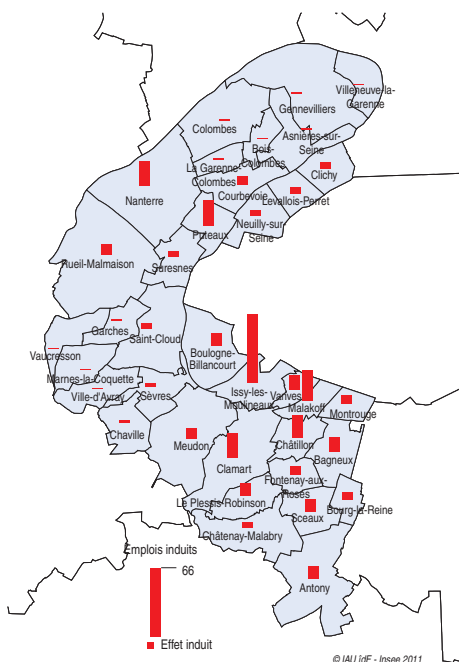 Villeneuve-la-
Garenne
Gennevilliers
Colombes
Asnières-sur-
Seine
Bois-
Colombes
La Garenne-
Colombes
Clichy
Courbevoie
Levallois-Perret
Nanterre
Puteaux
Neuilly-sur-
Seine
Rueil-Malmaison
Suresnes
Garches
Saint-Cloud
Vaucresson
Boulogne-
Billancourt
Marnes-la-Coquette
Ville-d'Avray
Sèvres
Issy-les-
Moulineaux
Vanves
Malakoff
Montrouge
Chaville
Meudon
Châtillon
Bagneux
Clamart
Fontenay-aux-
Roses
Le Plessis-Robinson
Sceaux
Bourg-la-Reine
Châtenay-Malabry
Antony
Emplois induits
66
Effet induit
© IAU îdF - Insee 2011